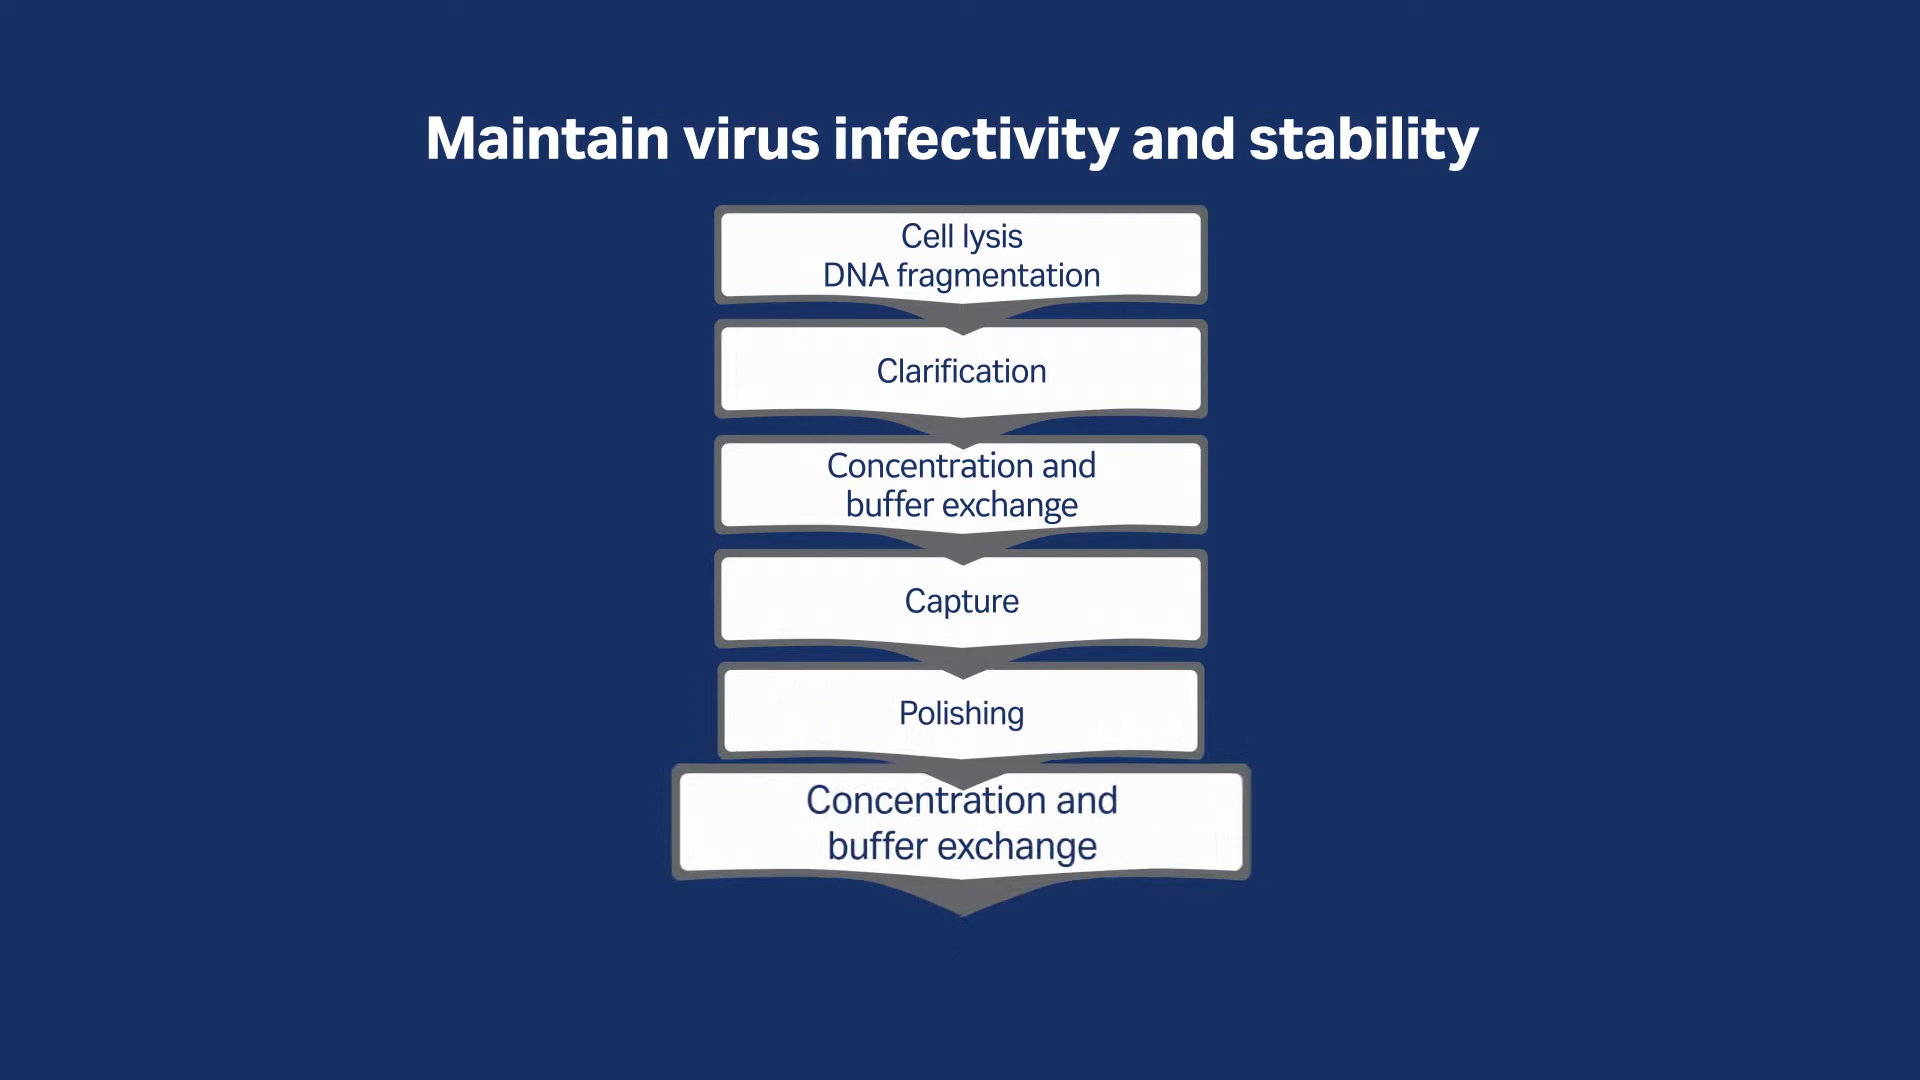 Maintain virus infectivity and stability
Cell lysis
DNA fragmentation
Clarification
Concentration and
buffer exchange
Capture
Polishing
Concentration and
buffer exchange